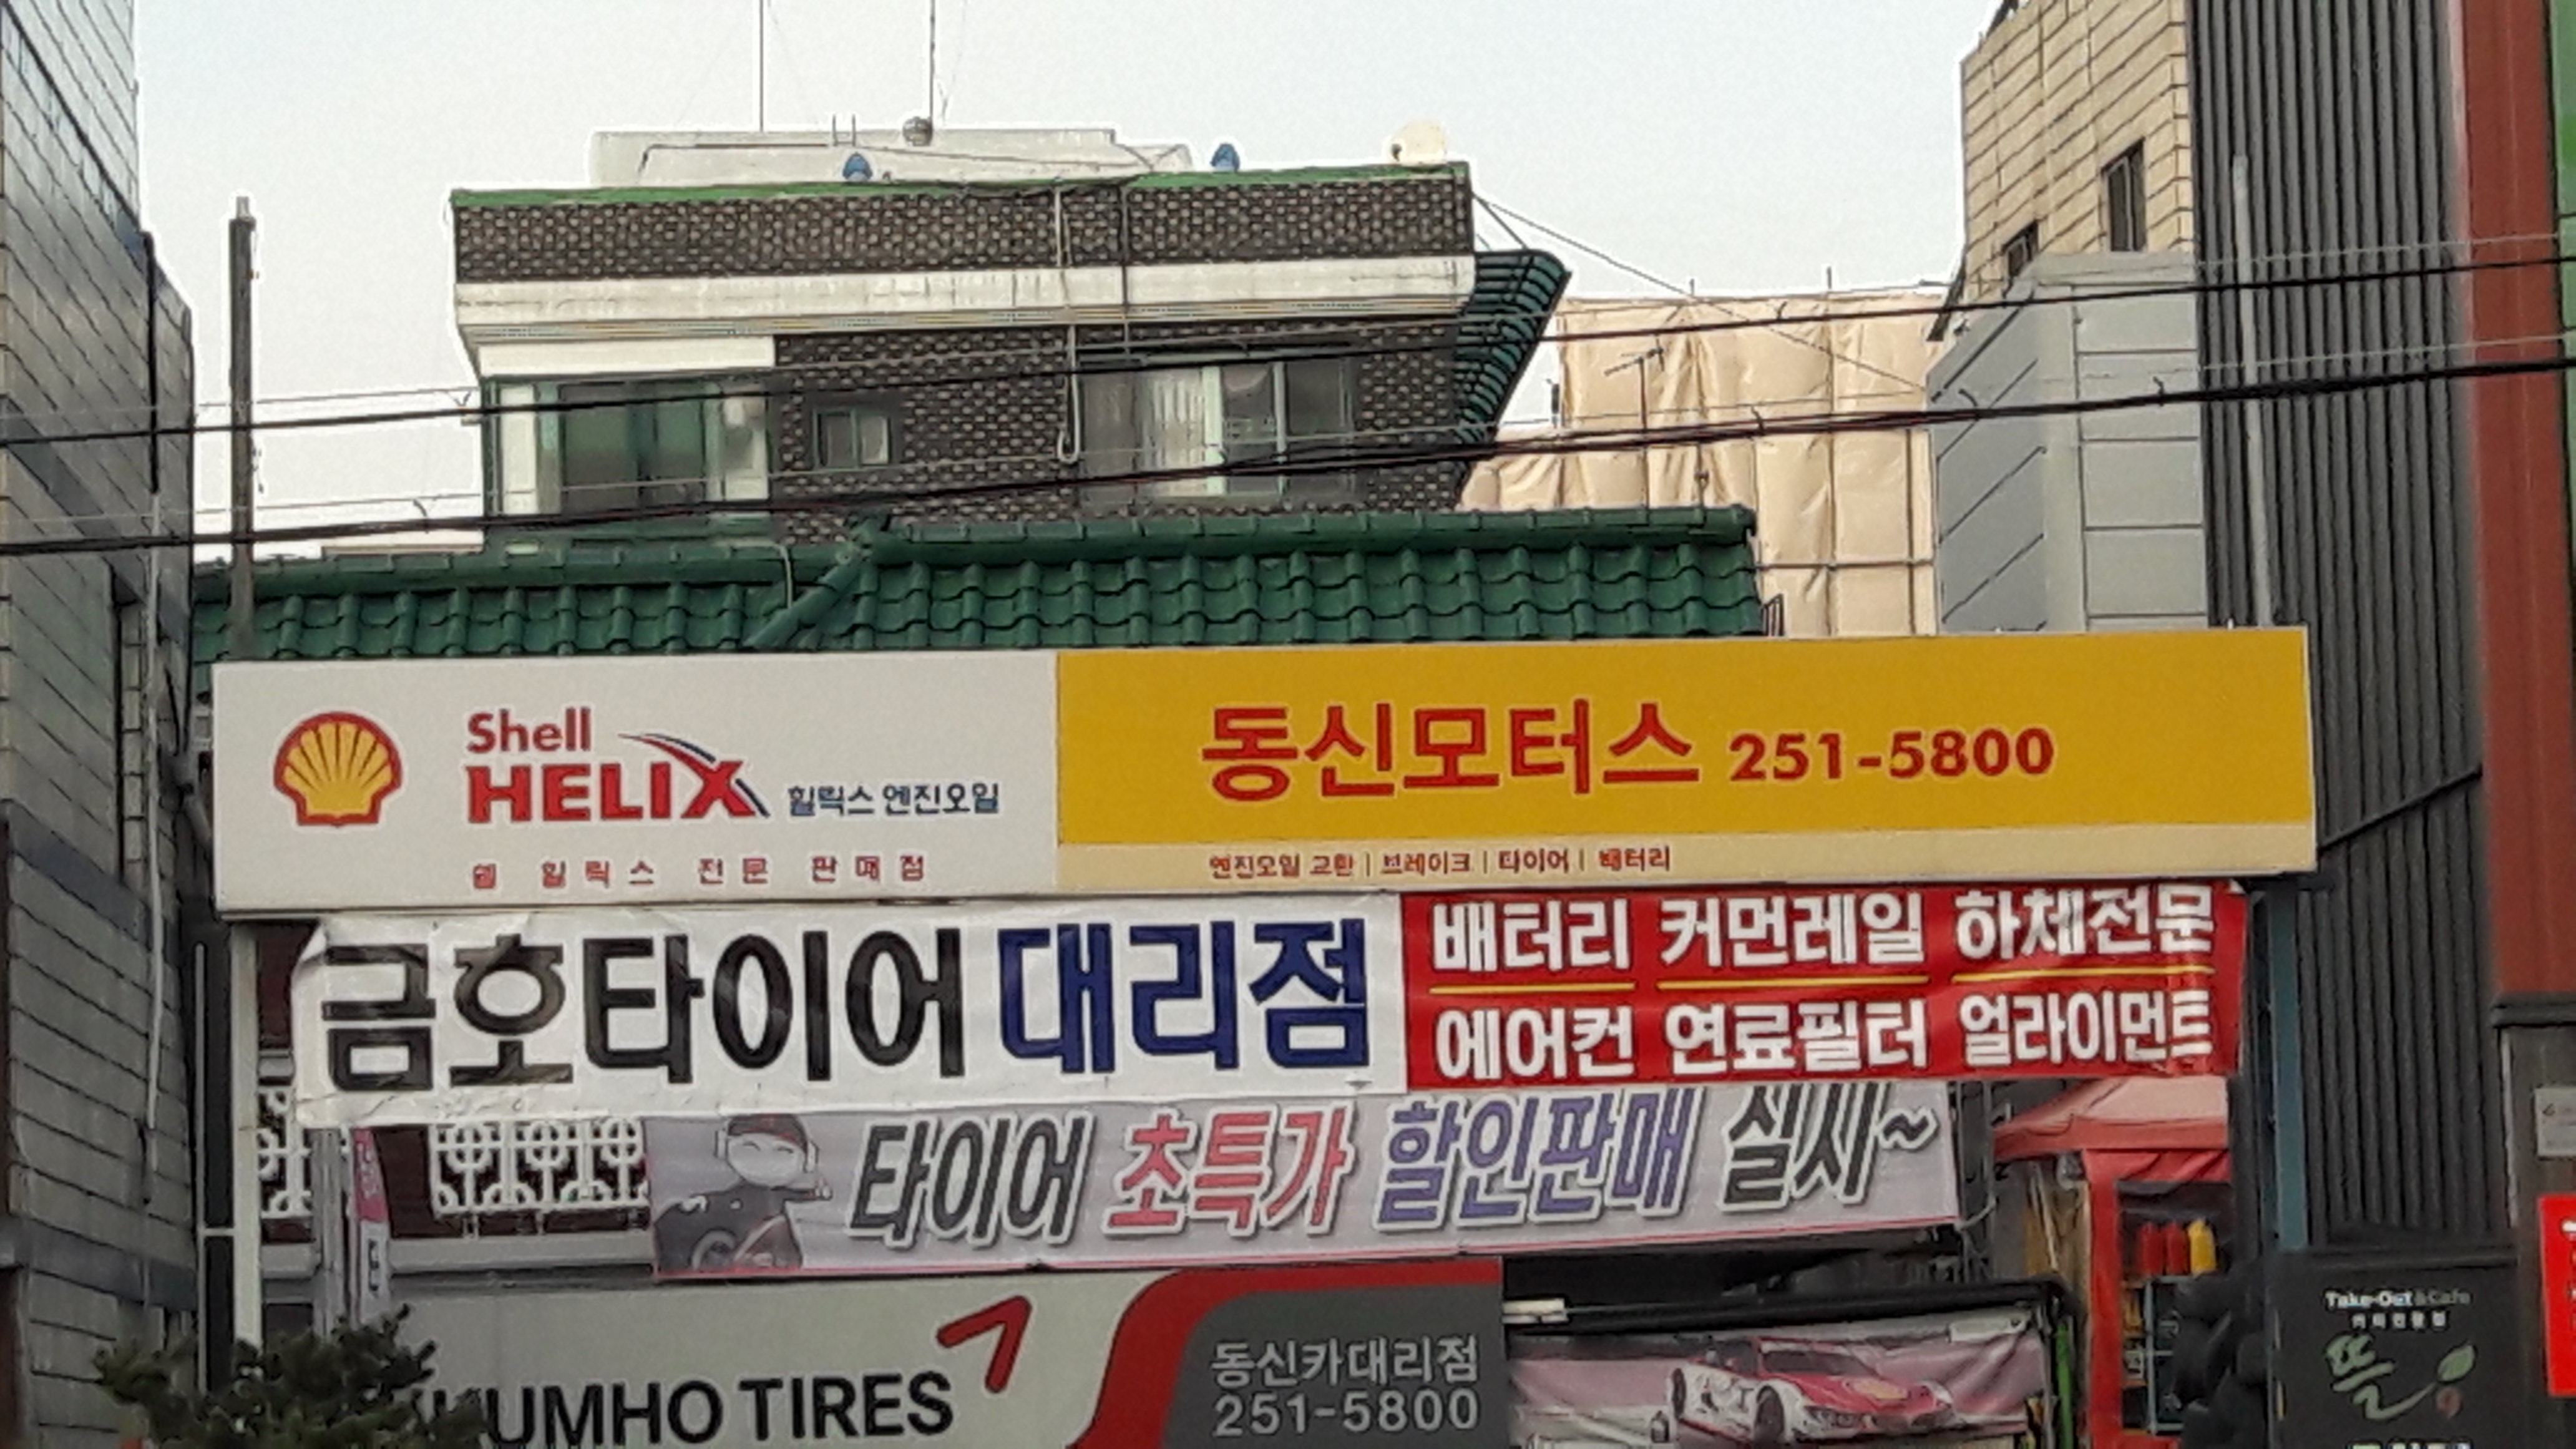 Shell
HELIX 힐릭스 엔진오일
쉘 힐릭스 전문 판매점
동신모터스 251-5800
엔진오일 교환 | 브레이크 | 타이어 | 배터리
금호타이어 대리점
배터리 커먼레일 하체전문
에어컨 연료필터 얼라이먼트
타이어 초특가 할인판매 실시~
KUMHO TIRES
동신카대리점
251-5800
Take-Out & Cafe
뜰